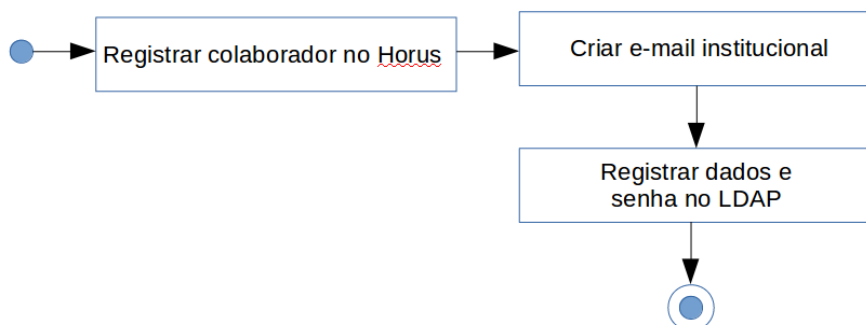 Registrar colaborador no Horus
Criar e-mail institucional
Registrar dados e
senha no LDAP